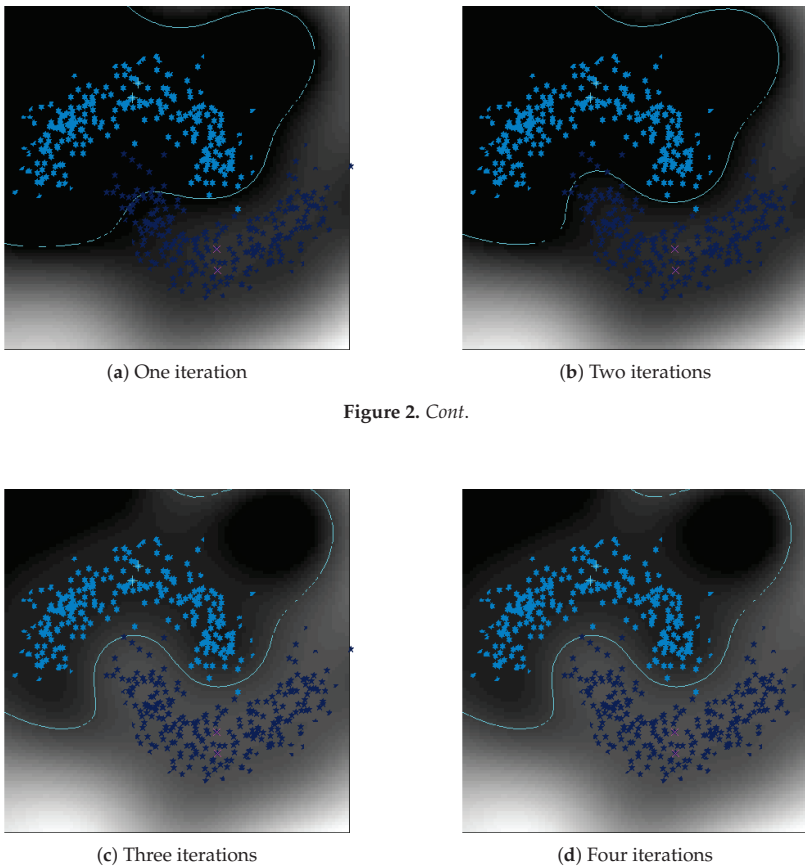 (a) One iteration
(b) Two iterations
Figure 2. Cont.
(c) Three iterations
(d) Four iterations